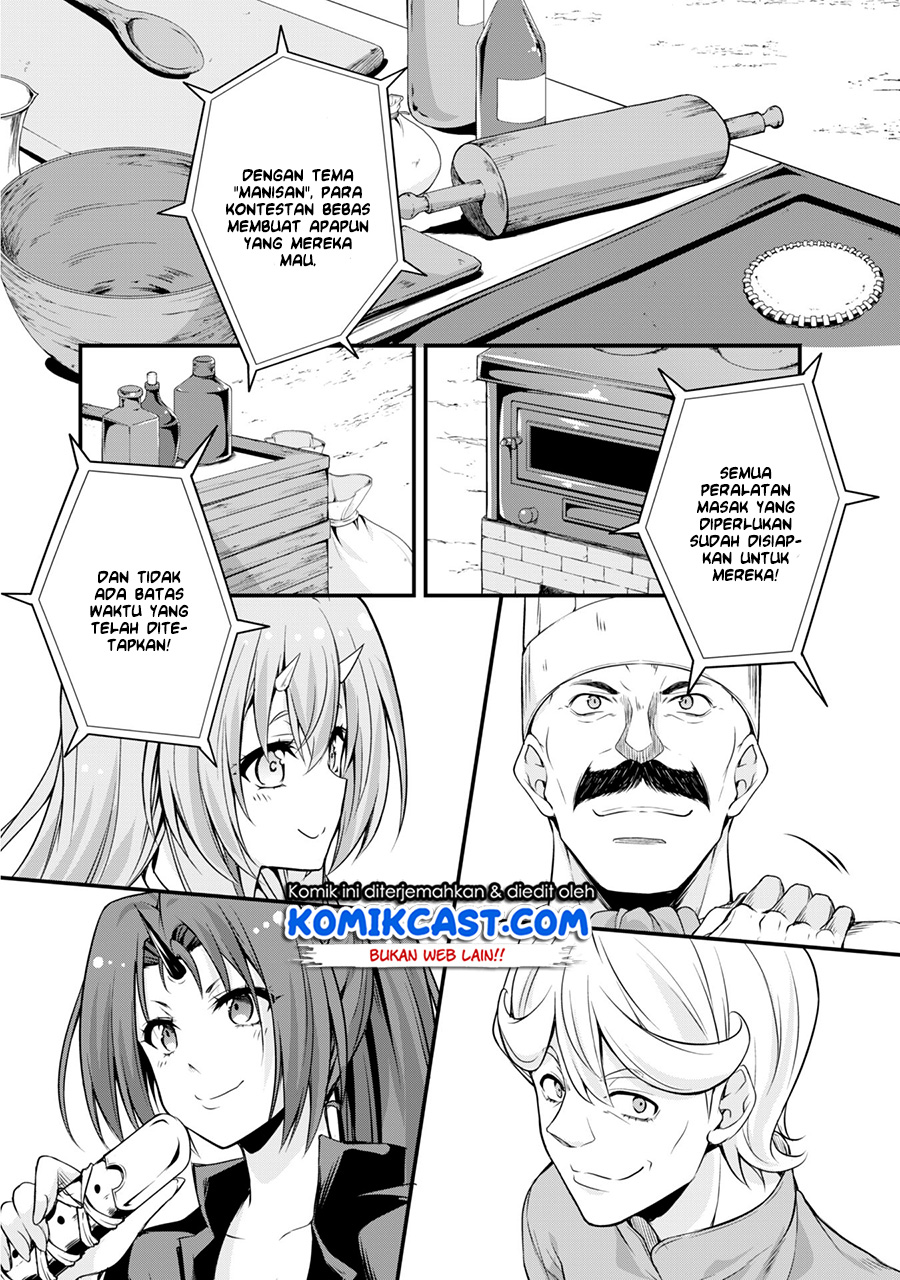 DENGAN TEMA
"MANISAN", PARA
KONTESTAN BEBAS
MEMBUAT APAPUN
YANG MEREKA
MAU.
SEMUA
PERALATAN
MASAK YANG
DIPERLUKAN
SUDAH DISIAP-
KAN UNTUK
MEREKA!
DAN TIDAK
ADA BATAS
WAKTU YANG
TELAH DITE-
TAPKAN!
Komik ini diterjemahkan & diedit oleh
KOMIKCAST.COM
BUKAN WEB LAIN!!